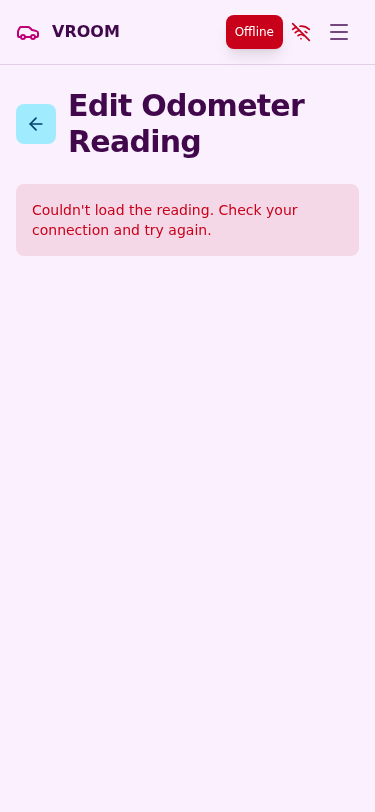 VROOM
Offline
Edit Odometer
Reading
Couldn't load the reading. Check your
connection and try again.